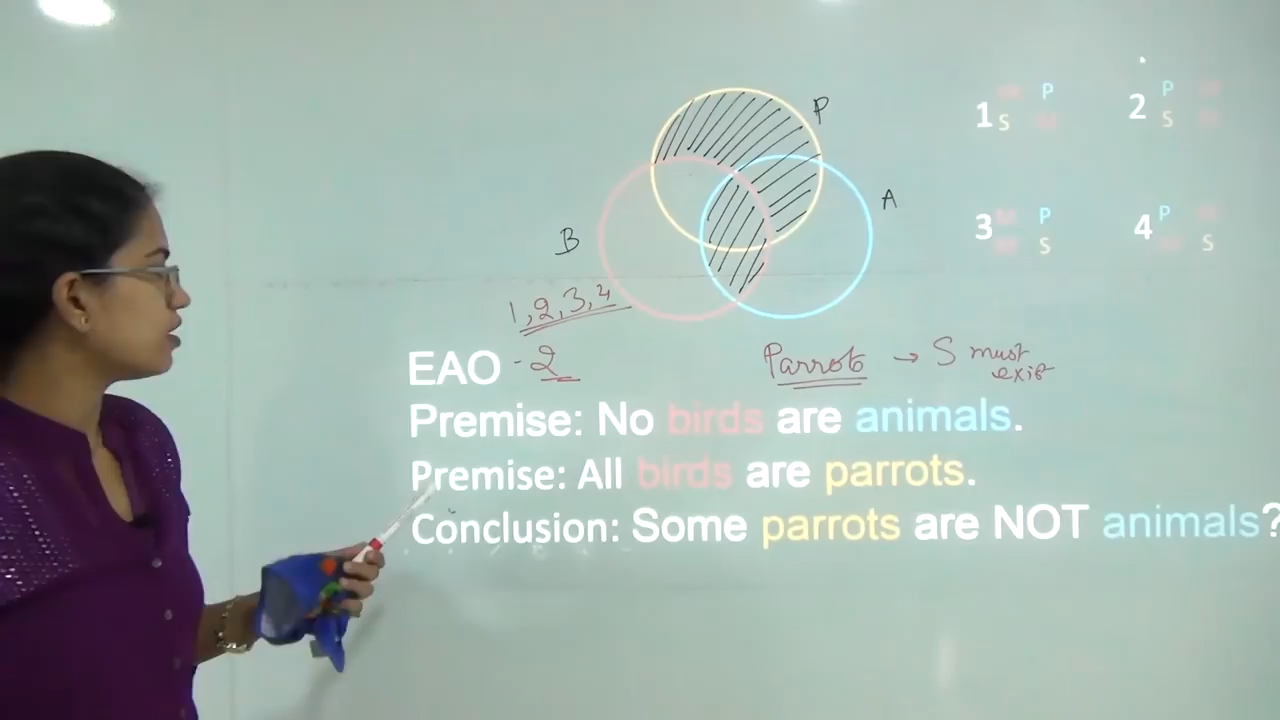 P
A
B
1 P
S
2 P
S
3 P
S
4 P
S
1,2,3,4
EAO - 2
Parrots → S must
exist
Premise: No birds are animals.
Premise: All birds are parrots.
Conclusion: Some parrots are NOT animals?